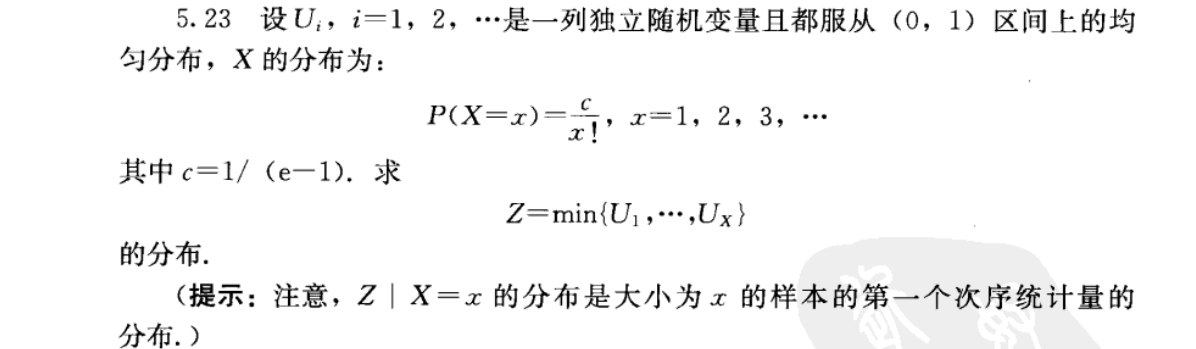 5.23 设 U_i，i=1，2，…是一列独立随机变量且都服从（0，1）区间上的均
匀分布，X 的分布为：
P(X=x)=c/x!，x=1，2，3，…
其中 c=1/（e−1）. 求
Z=min{U_1,…,U_X}
的分布.
（提示：注意，Z | X=x 的分布是大小为 x 的样本的第一个次序统计量的
分布.）